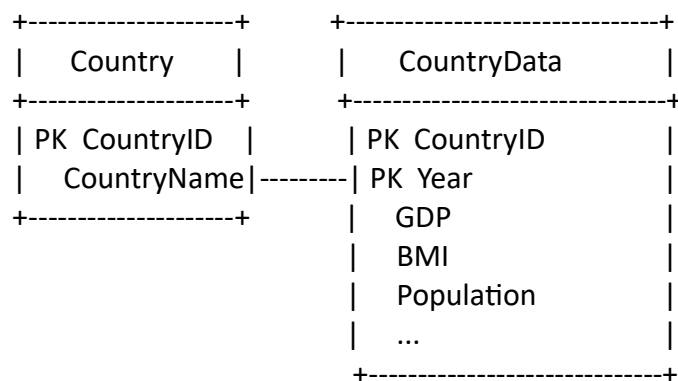 +---------------------+ +--------------------------------+
| Country | | CountryData |
+---------------------+ +--------------------------------+
| PK CountryID | | PK CountryID |
| CountryName|---------| PK Year |
+---------------------+ | GDP |
| BMI |
| Population |
| ... |
+------------------------------+